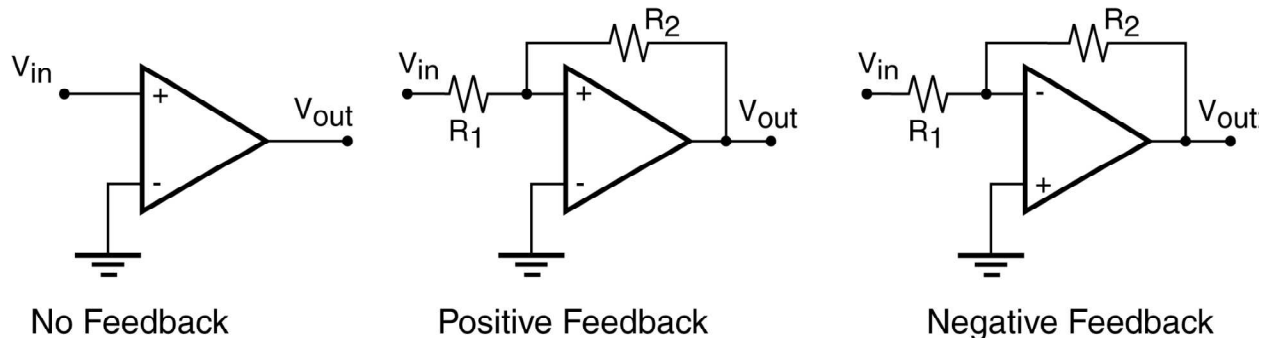 Vin
+
-
Vout
No Feedback
Vin
R1
R2
+
-
Vout
Positive Feedback
Vin
R1
R2
-
+
Vout
Negative Feedback